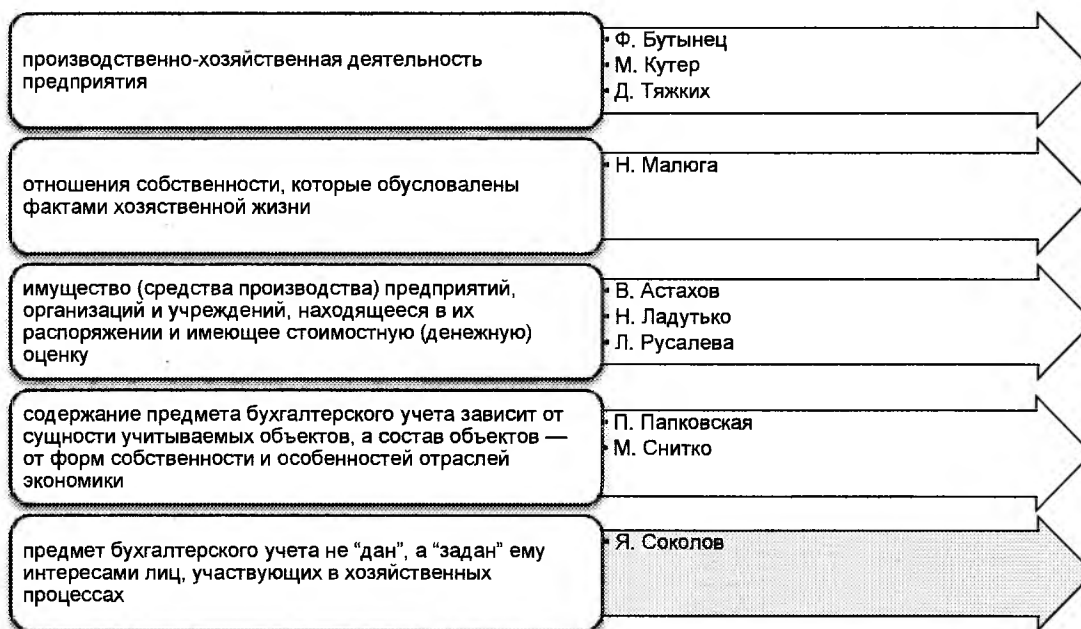 производственно-хозяйственная деятельность
предприятия
· Ф. Бутынец
· М. Кутер
· Д. Тяжких
отношения собственности, которые обусловалены
фактами хозяственной жизни
· Н. Малюга
имущество (средства производства) предприятий,
организаций и учреждений, находящееся в их
распоряжении и имеющее стоимостную (денежную)
оценку
· В. Астахов
· Н. Ладутько
· Л. Русалева
содержание предмета бухгалтерского учета зависит от
сущности учитываемых объектов, а состав объектов —
от форм собственности и особенностей отраслей
экономики
· П. Папковская
· М. Снитко
предмет бухгалтерского учета не “дан”, а “задан” ему
интересами лиц, участвующих в хозяйственных
процессах
· Я. Соколов